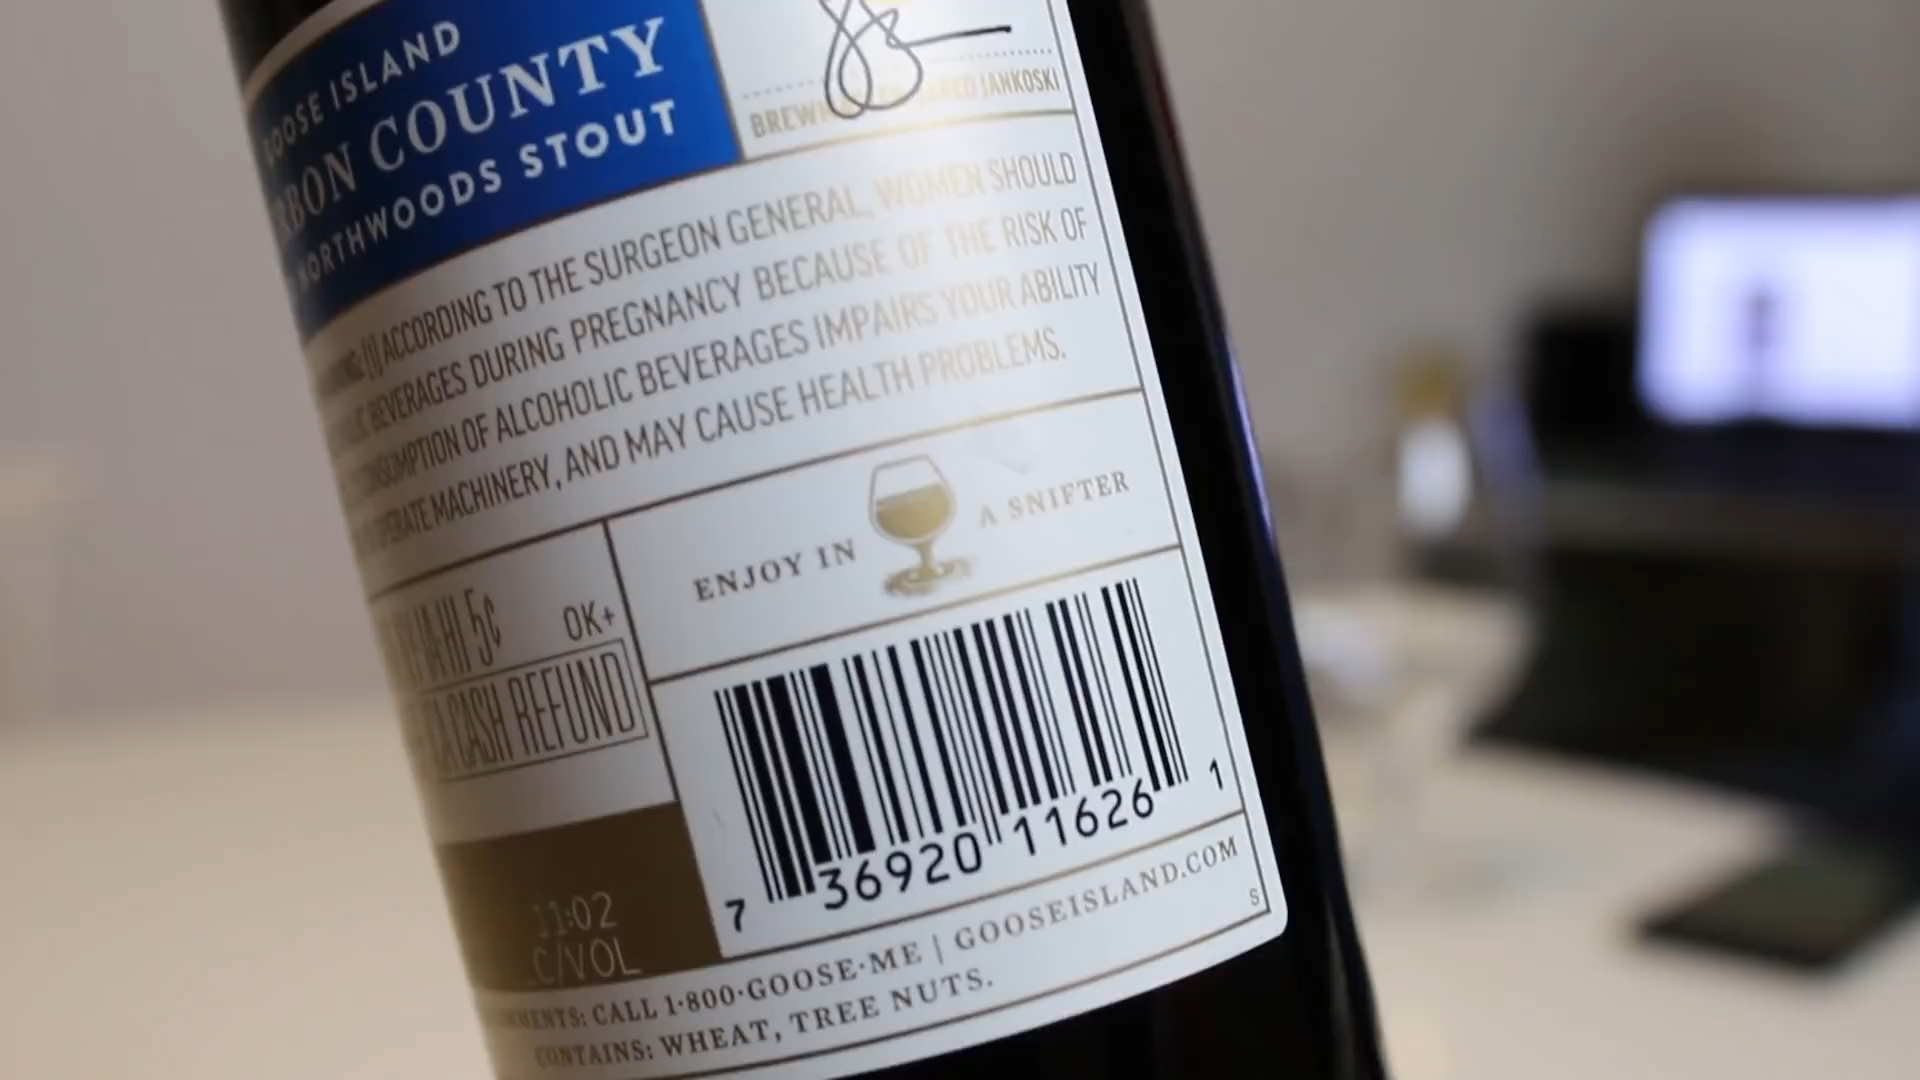 GOOSE ISLAND
COUNTY
NORTHWOODS STOUT
BREWMASTER JARED JANKOSKI
(1) ACCORDING TO THE SURGEON GENERAL, WOMEN SHOULD
BEVERAGES DURING PREGNANCY BECAUSE OF THE RISK OF
CONSUMPTION OF ALCOHOLIC BEVERAGES IMPAIRS YOUR ABILITY
OPERATE MACHINERY, AND MAY CAUSE HEALTH PROBLEMS.
ENJOY IN A SNIFTER
5¢ OK+
CA CASH REFUND
7 36920 11626 1
11:02
C/VOL
CALL 1·800·GOOSE·ME | GOOSEISLAND.COM S
CONTAINS: WHEAT, TREE NUTS.